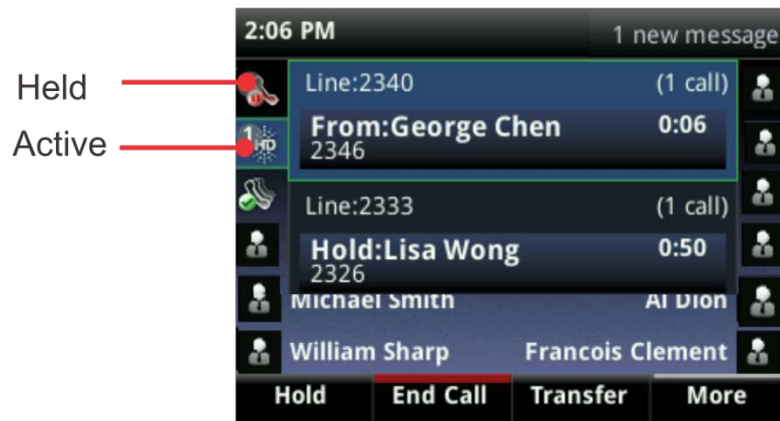 2:06 PM 1 new message
Held
Line:2340 (1 call)
Active
1 HD
From:George Chen 0:06
2346
Line:2333 (1 call)
Hold:Lisa Wong 0:50
2326
Michael Smith Al Dion
William Sharp Francois Clement
Hold End Call Transfer More